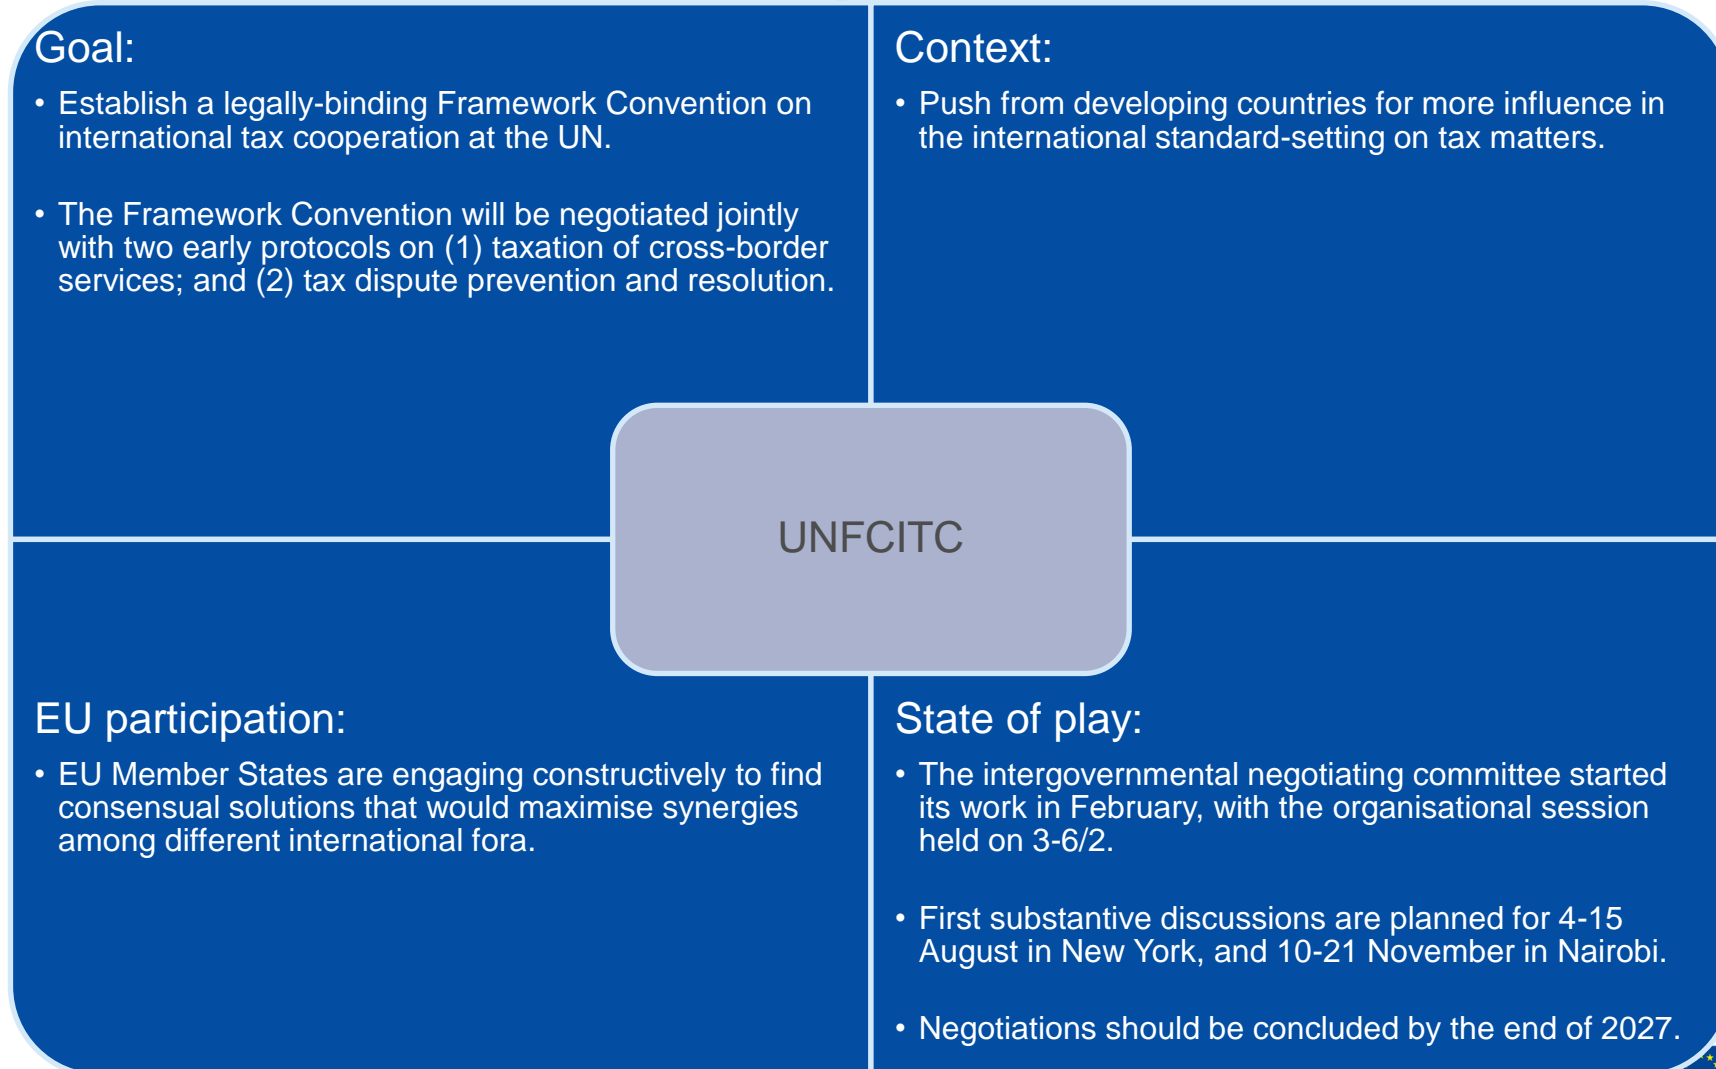 Goal:
• Establish a legally-binding Framework Convention on
international tax cooperation at the UN.
• The Framework Convention will be negotiated jointly
with two early protocols on (1) taxation of cross-border
services; and (2) tax dispute prevention and resolution.
Context:
• Push from developing countries for more influence in
the international standard-setting on tax matters.
UNFCITC
EU participation:
• EU Member States are engaging constructively to find
consensual solutions that would maximise synergies
among different international fora.
State of play:
• The intergovernmental negotiating committee started
its work in February, with the organisational session
held on 3-6/2.
• First substantive discussions are planned for 4-15
August in New York, and 10-21 November in Nairobi.
• Negotiations should be concluded by the end of 2027.